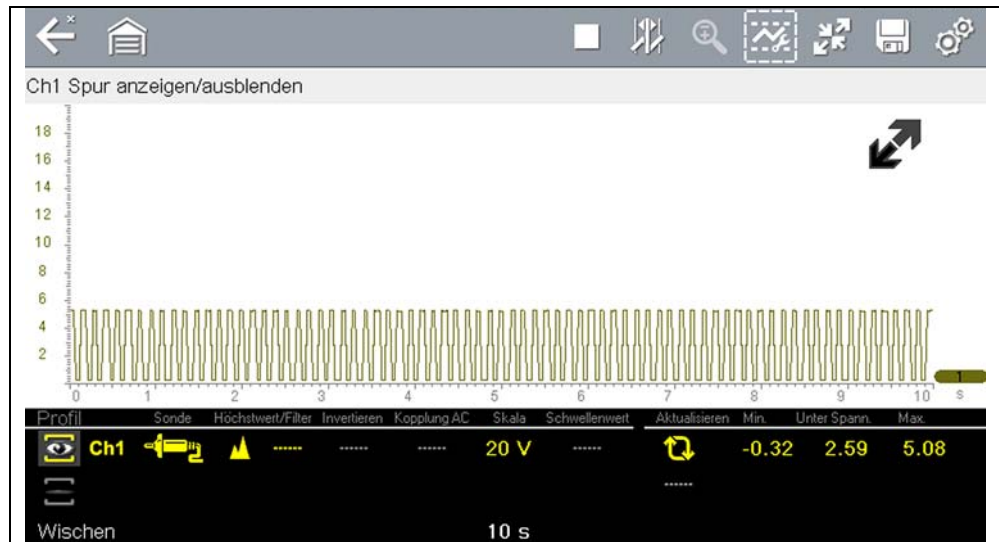 Ch1 Spur anzeigen/ausblenden
18
16
14
12
10
8
6
4
2
0 1 2 3 4 5 6 7 8 9 10 s
1
Profil Sonde Höchstwert/Filter Invertieren Kopplung AC Skala Schwellenwert Aktualisieren Min. Unter Spann. Max.
Ch1 ------ ------ ------ 20 V ------ -0.32 2.59 5.08
------
Wischen 10 s